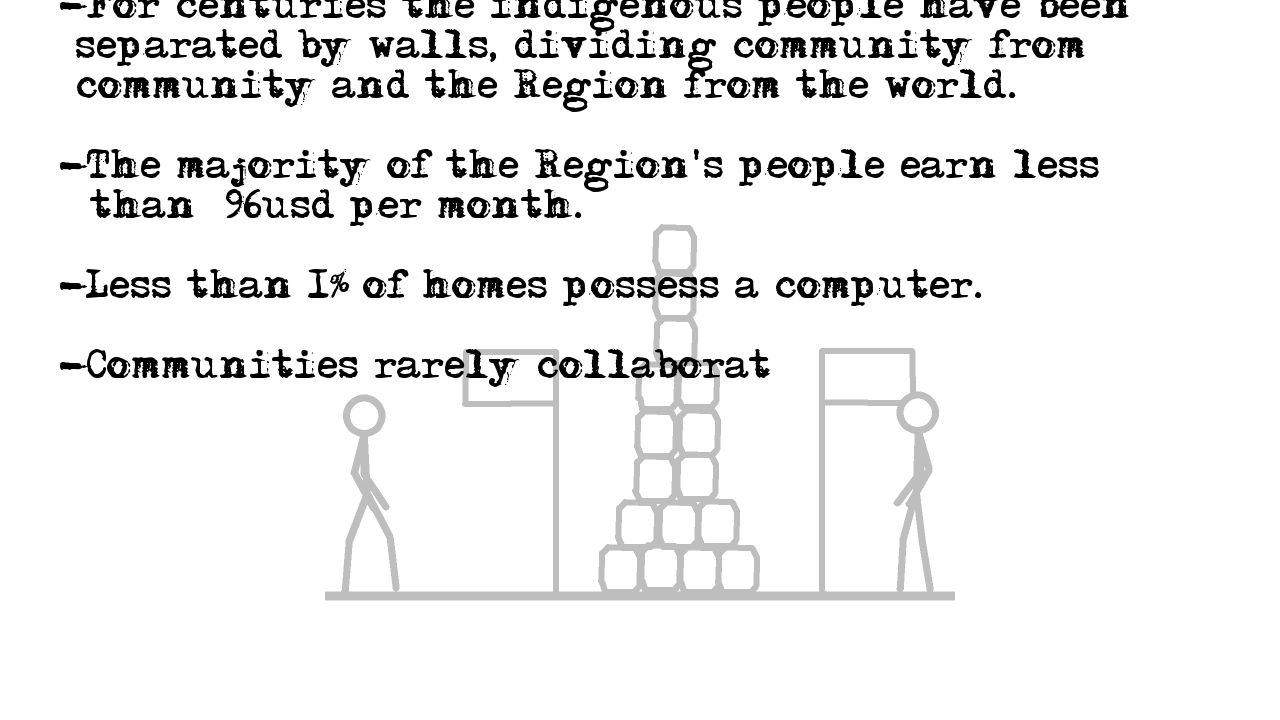 -For centuries the indigenous people have been
separated by walls, dividing community from
community and the Region from the world.
-The majority of the Region's people earn less
than 96usd per month.
-Less than 1% of homes possess a computer.
-Communities rarely collaborat